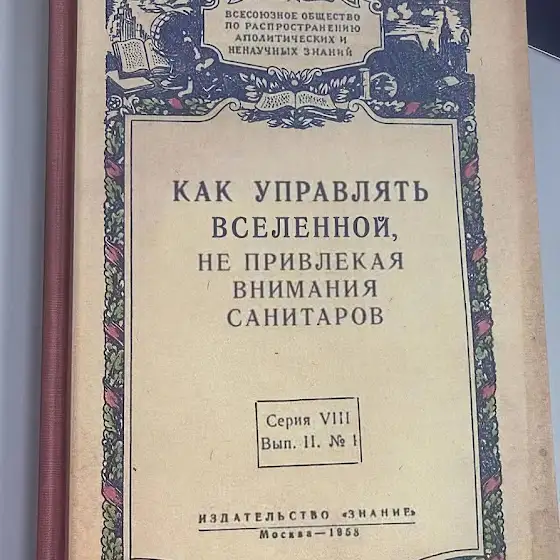 ВСЕСОЮЗНОЕ ОБЩЕСТВО
ПО РАСПРОСТРАНЕНИЮ
АПОЛИТИЧЕСКИХ И
НЕНАУЧНЫХ ЗНАНИЙ
КАК УПРАВЛЯТЬ
ВСЕЛЕННОЙ,
НЕ ПРИВЛЕКАЯ
ВНИМАНИЯ
САНИТАРОВ
Серия VIII
Вып. II. № 1
ИЗДАТЕЛЬСТВО «ЗНАНИЕ»
Москва—1958